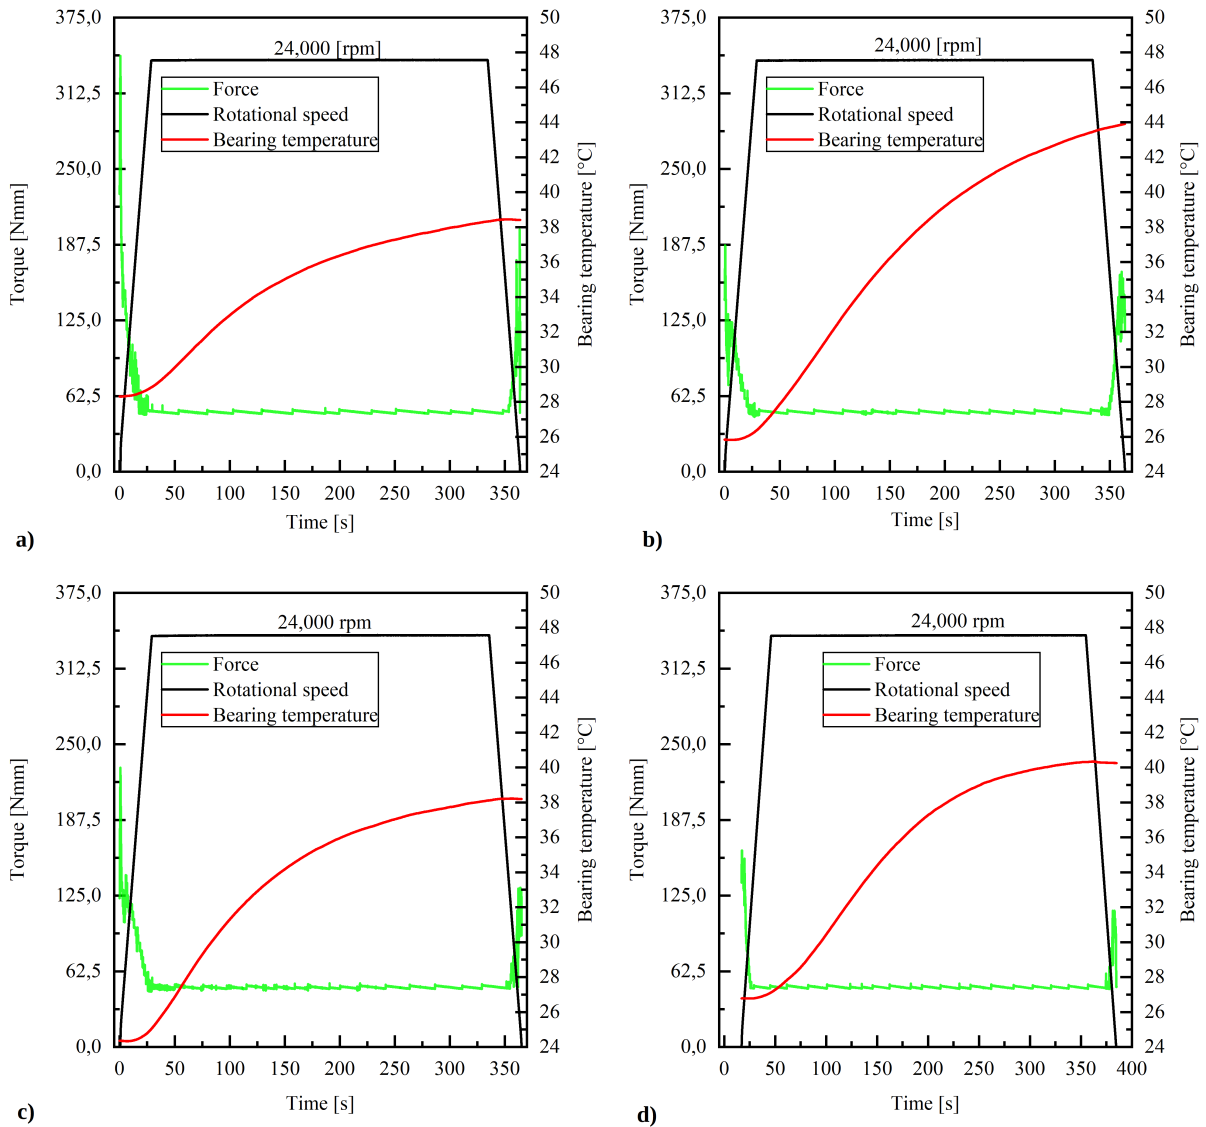 375,0
312,5
250,0
187,5
125,0
62,5
0,0
Torque [Nmm]
24,000 [rpm]
Force
Rotational speed
Bearing temperature
50
48
46
44
42
40
38
36
34
32
30
28
26
24
Bearing temperature [°C]
0 50 100 150 200 250 300 350
Time [s]
a)
375,0
312,5
250,0
187,5
125,0
62,5
0,0
Torque [Nmm]
24,000 [rpm]
Force
Rotational speed
Bearing temperature
50
48
46
44
42
40
38
36
34
32
30
28
26
24
Bearing temperature [°C]
0 50 100 150 200 250 300 350
Time [s]
b)
375,0
312,5
250,0
187,5
125,0
62,5
0,0
Torque [Nmm]
24,000 rpm
Force
Rotational speed
Bearing temperature
50
48
46
44
42
40
38
36
34
32
30
28
26
24
Bearing temperature [°C]
0 50 100 150 200 250 300 350
Time [s]
c)
375,0
312,5
250,0
187,5
125,0
62,5
0,0
Torque [Nmm]
24,000 rpm
Force
Rotational speed
Bearing temperature
50
48
46
44
42
40
38
36
34
32
30
28
26
24
Bearing temperature [°C]
0 50 100 150 200 250 300 350 400
Time [s]
d)